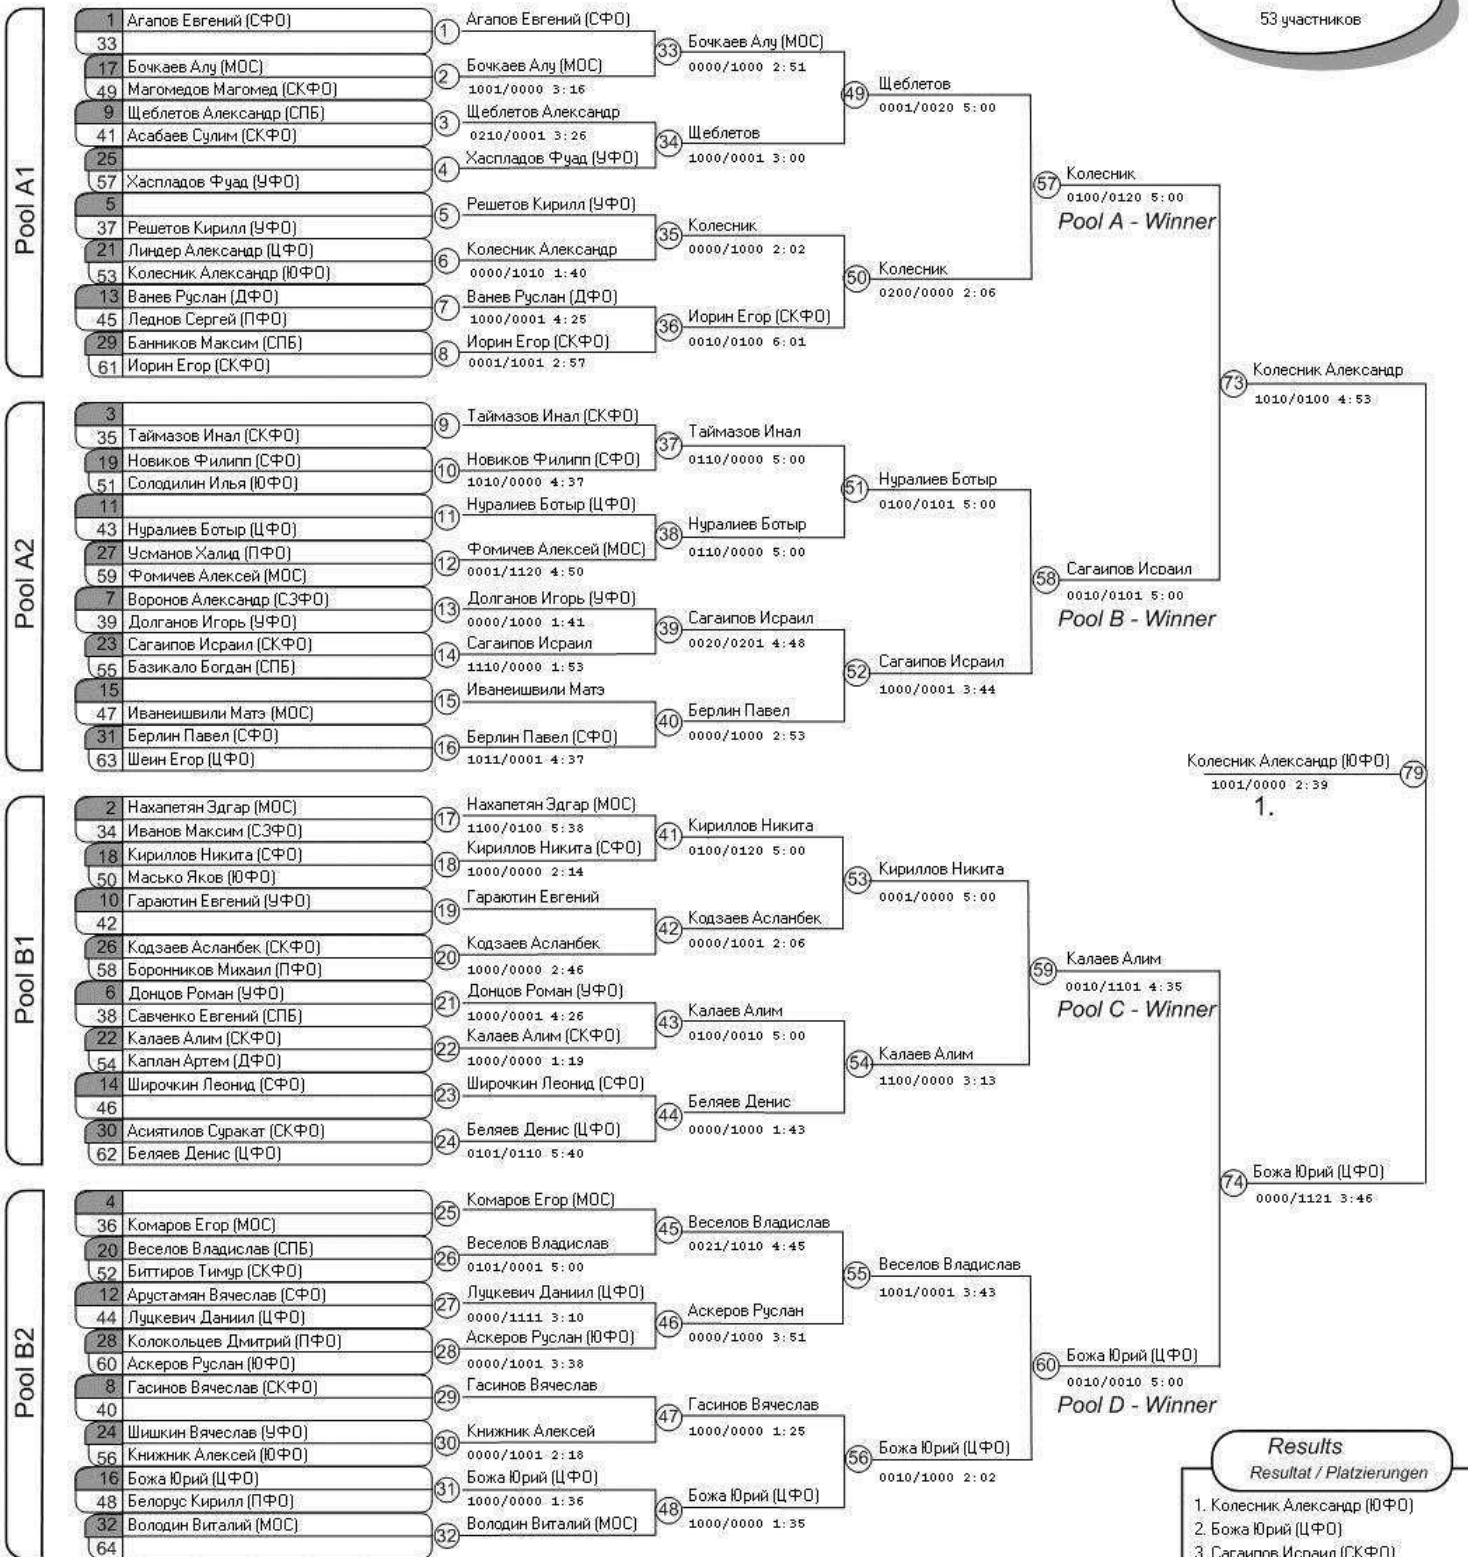 53 участников
Pool A1
1 Агапов Евгений (СФО)
33
17 Бочкаев Алу (МОС)
49 Магомедов Магомед (СКФО)
9 Щеблетов Александр (СПБ)
41 Асабаев Сулим (СКФО)
25
57 Хаспладов Фуад (УФО)
5
37 Решетов Кирилл (УФО)
21 Линдер Александр (ЦФО)
53 Колесник Александр (ЮФО)
13 Ванев Руслан (ДФО)
45 Леднов Сергей (ПФО)
29 Банников Максим (СПБ)
61 Иорин Егор (СКФО)
1 Агапов Евгений (СФО)
2 Бочкаев Алу (МОС)
1001/0000 3:16
3 Щеблетов Александр
0210/0001 3:26
4 Хаспладов Фуад (УФО)
5 Решетов Кирилл (УФО)
6 Колесник Александр
0000/1010 1:40
7 Ванев Руслан (ДФО)
1000/0001 4:25
8 Иорин Егор (СКФО)
0001/1001 2:57
33 Бочкаев Алу (МОС)
0000/1000 2:51
34 Щеблетов
1000/0001 3:00
35 Колесник
0000/1000 2:02
36 Иорин Егор (СКФО)
0010/0100 6:01
49 Щеблетов
0001/0020 5:00
50 Колесник
0200/0000 2:06
57 Колесник
0100/0120 5:00
Pool A - Winner
Pool A2
3
35 Таймазов Инал (СКФО)
19 Новиков Филипп (СФО)
51 Солодилин Илья (ЮФО)
11
43 Нуралиев Ботыр (ЦФО)
27 Усманов Халид (ПФО)
59 Фомичев Алексей (МОС)
7 Воронов Александр (СЗФО)
39 Долганов Игорь (УФО)
23 Сагаипов Исраил (СКФО)
55 Базикало Богдан (СПБ)
15
47 Иванеишвили Матэ (МОС)
31 Берлин Павел (СФО)
63 Шеин Егор (ЦФО)
9 Таймазов Инал (СКФО)
10 Новиков Филипп (СФО)
1010/0000 4:37
11 Нуралиев Ботыр (ЦФО)
12 Фомичев Алексей (МОС)
0001/1120 4:50
13 Долганов Игорь (УФО)
0000/1000 1:41
14 Сагаипов Исраил
1110/0000 1:53
15 Иванеишвили Матэ
16 Берлин Павел (СФО)
1011/0001 4:37
37 Таймазов Инал
0110/0000 5:00
38 Нуралиев Ботыр
0110/0000 5:00
39 Сагаипов Исраил
0020/0201 4:48
40 Берлин Павел
0000/1000 2:53
51 Нуралиев Ботыр
0100/0101 5:00
52 Сагаипов Исраил
1000/0001 3:44
58 Сагаипов Исраил
0010/0101 5:00
Pool B - Winner
73 Колесник Александр
1010/0100 4:53
Колесник Александр (ЮФО) 79
1001/0000 2:39
1.
Pool B1
2 Нахапетян Эдгар (МОС)
34 Иванов Максим (СЗФО)
18 Кириллов Никита (СФО)
50 Масько Яков (ЮФО)
10 Гараютин Евгений (УФО)
42
26 Кодзаев Асланбек (СКФО)
58 Боронников Михаил (ПФО)
6 Донцов Роман (УФО)
38 Савченко Евгений (СПБ)
22 Калаев Алим (СКФО)
54 Каплан Артем (ДФО)
14 Широчкин Леонид (СФО)
46
30 Асиятилов Суракат (СКФО)
62 Беляев Денис (ЦФО)
17 Нахапетян Эдгар (МОС)
1100/0100 5:38
18 Кириллов Никита (СФО)
1000/0000 2:14
19 Гараютин Евгений
20 Кодзаев Асланбек
1000/0000 2:46
21 Донцов Роман (УФО)
1000/0001 4:26
22 Калаев Алим (СКФО)
1000/0000 1:19
23 Широчкин Леонид (СФО)
24 Беляев Денис (ЦФО)
0101/0110 5:40
41 Кириллов Никита
0100/0120 5:00
42 Кодзаев Асланбек
0000/1001 2:06
43 Калаев Алим
0100/0010 5:00
44 Беляев Денис
0000/1000 1:43
53 Кириллов Никита
0001/0000 5:00
54 Калаев Алим
1100/0000 3:13
59 Калаев Алим
0010/1101 4:35
Pool C - Winner
Pool B2
4
36 Комаров Егор (МОС)
20 Веселов Владислав (СПБ)
52 Биттиров Тимур (СКФО)
12 Арустамян Вячеслав (СФО)
44 Луцкевич Даниил (ЦФО)
28 Колокольцев Дмитрий (ПФО)
60 Аскеров Руслан (ЮФО)
8 Гасинов Вячеслав (СКФО)
40
24 Шишкин Вячеслав (УФО)
56 Книжник Алексей (ЮФО)
16 Божа Юрий (ЦФО)
48 Белорус Кирилл (ПФО)
32 Володин Виталий (МОС)
64
25 Комаров Егор (МОС)
26 Веселов Владислав
0101/0001 5:00
27 Луцкевич Даниил (ЦФО)
0000/1111 3:10
28 Аскеров Руслан (ЮФО)
0000/1001 3:38
29 Гасинов Вячеслав
30 Книжник Алексей
0000/1001 2:18
31 Божа Юрий (ЦФО)
1000/0000 1:36
32 Володин Виталий (МОС)
45 Веселов Владислав
0021/1010 4:45
46 Аскеров Руслан
0000/1000 3:51
47 Гасинов Вячеслав
1000/0000 1:25
48 Божа Юрий (ЦФО)
1000/0000 1:35
55 Веселов Владислав
1001/0001 3:43
56 Божа Юрий (ЦФО)
0010/1000 2:02
60 Божа Юрий (ЦФО)
0010/0010 5:00
Pool D - Winner
74 Божа Юрий (ЦФО)
0000/1121 3:46
Results
Resultat / Platzierungen
1. Колесник Александр (ЮФО)
2. Божа Юрий (ЦФО)
3. Сагаипов Исраил (СКФО)